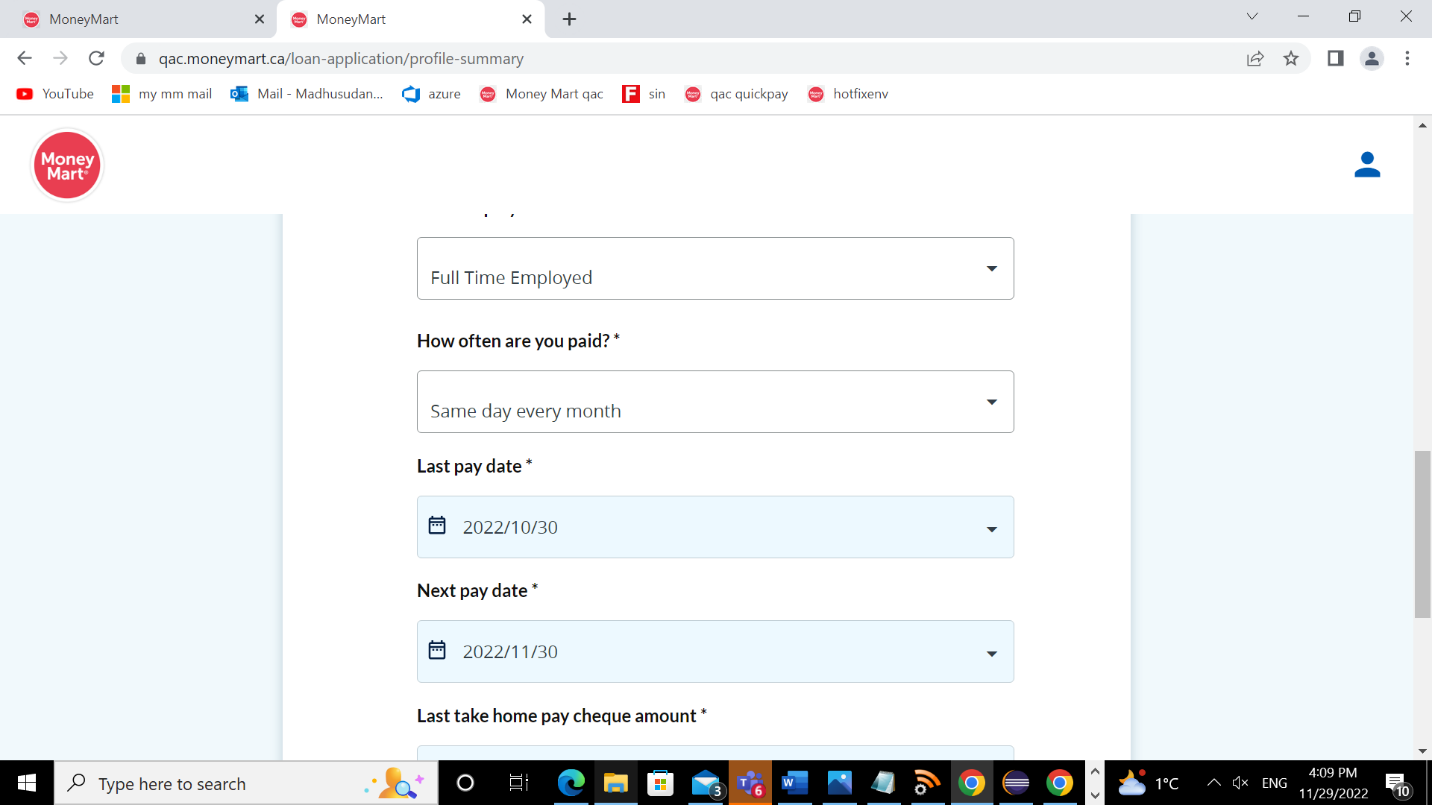 MoneyMart
MoneyMart
qac.moneymart.ca/loan-application/profile-summary
YouTube
my mm mail
Mail - Madhusudan...
azure
Money Mart qac
F sin
qac quickpay
hotfixenv
Money
Mart
Full Time Employed
How often are you paid? *
Same day every month
Last pay date *
2022/10/30
Next pay date *
2022/11/30
Last take home pay cheque amount *
Type here to search
3
6
1°C
ENG
4:09 PM
11/29/2022
10